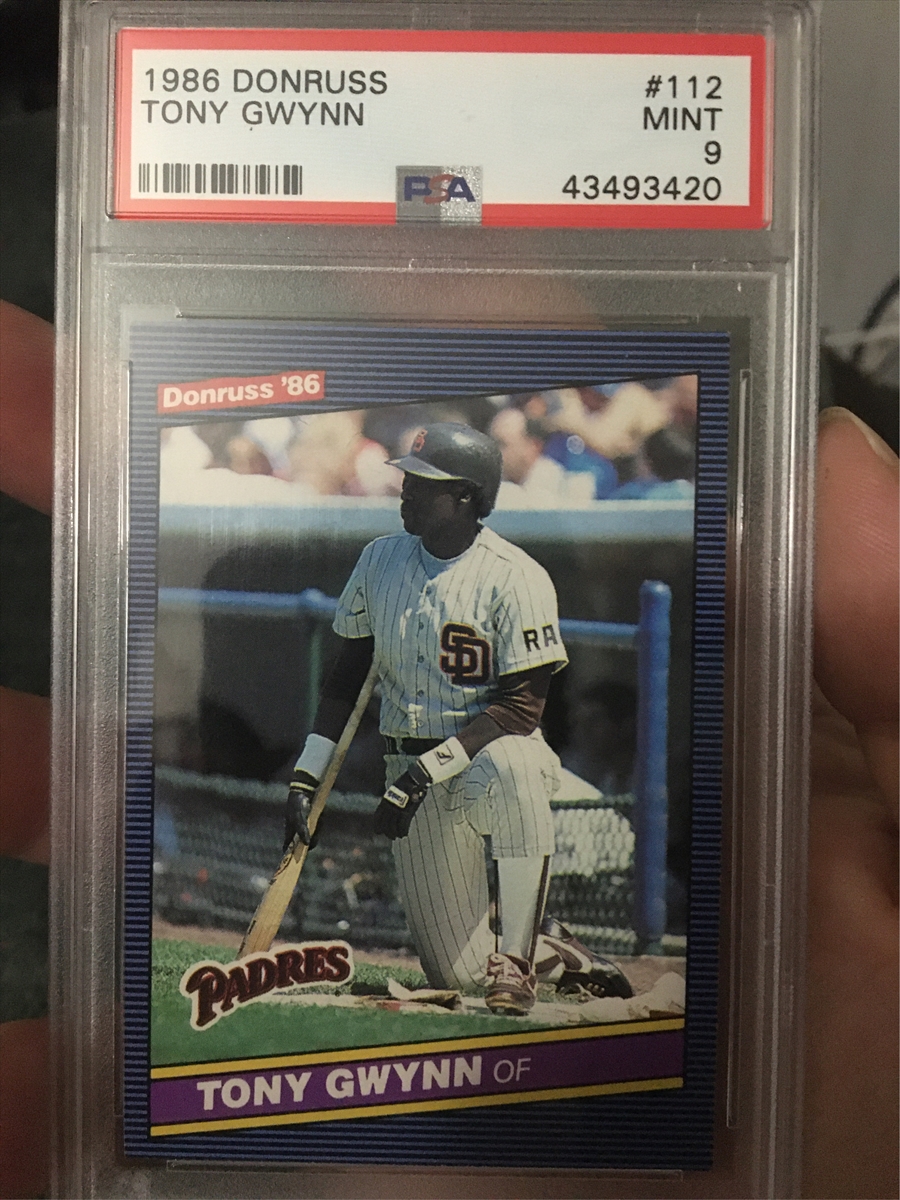 1986 DONRUSS #112
TONY GWYNN MINT
9
PSA 43493420
Donruss '86
SD
RA
PADRES
TONY GWYNN OF